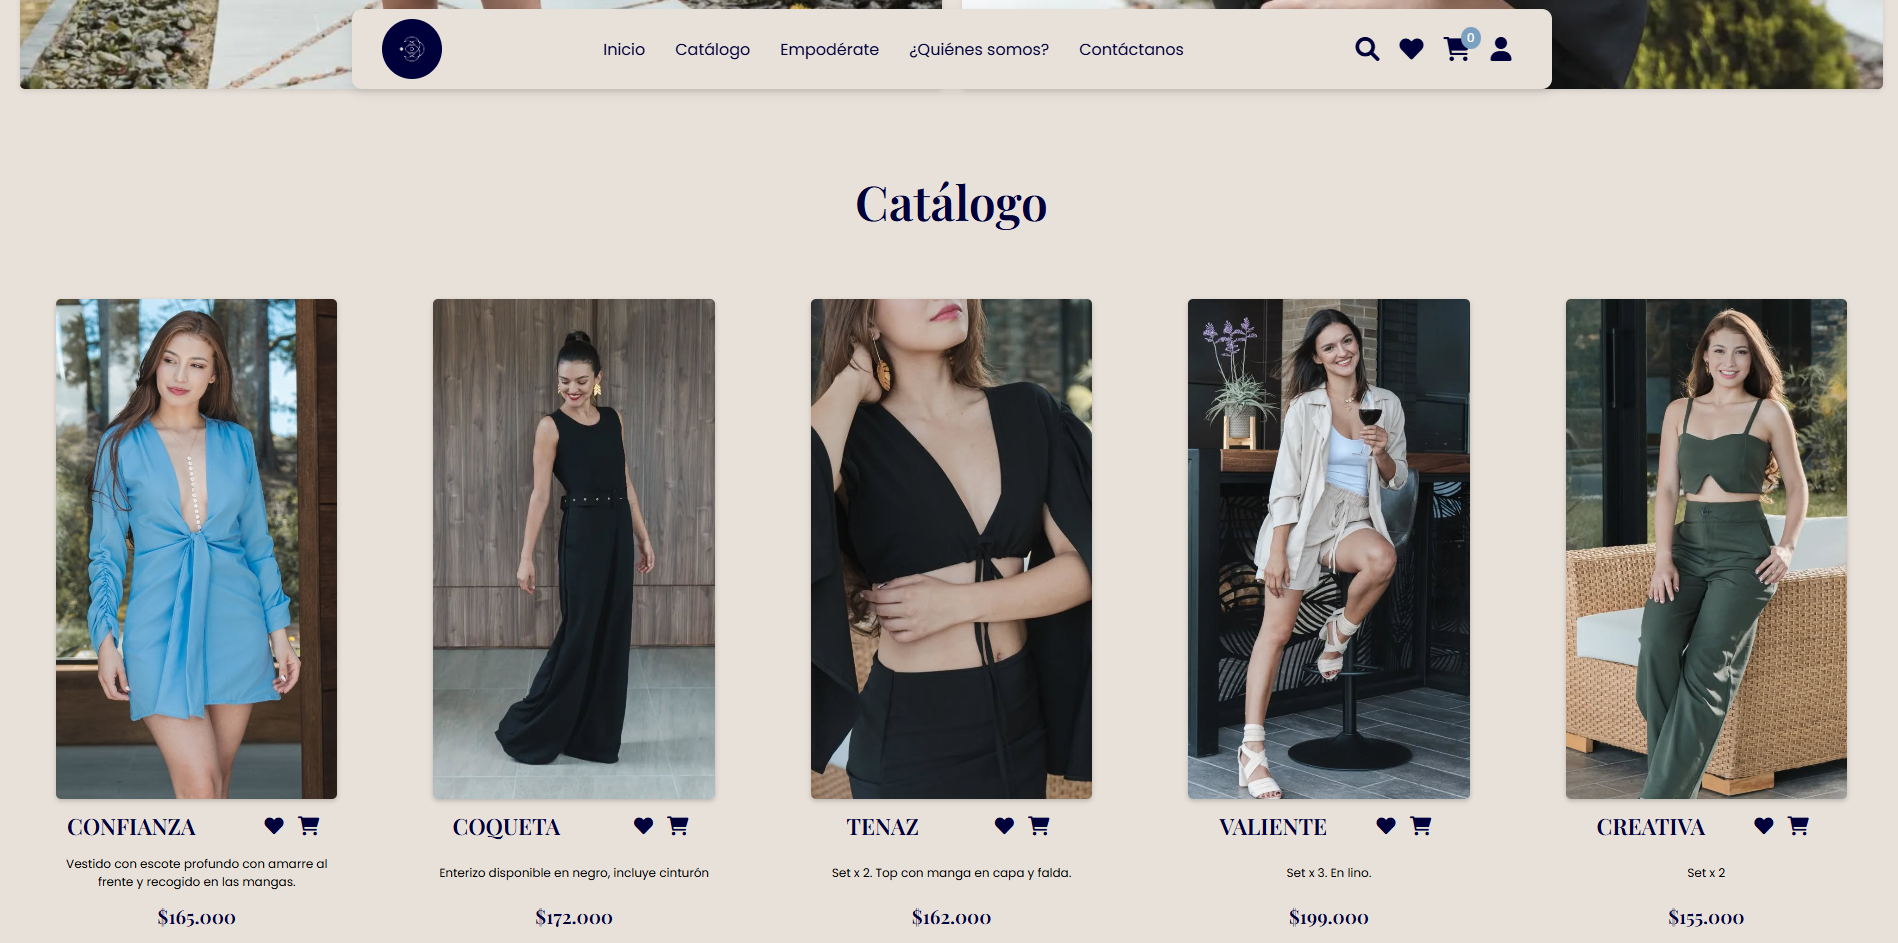 Inicio Catálogo Empodérate ¿Quiénes somos? Contáctanos 0
Catálogo
CONFIANZA
Vestido con escote profundo con amarre al
frente y recogido en las mangas.
$165.000
COQUETA
Enterizo disponible en negro, incluye cinturón
$172.000
TENAZ
Set x 2. Top con manga en capa y falda.
$162.000
VALIENTE
Set x 3. En lino.
$199.000
CREATIVA
Set x 2
$155.000